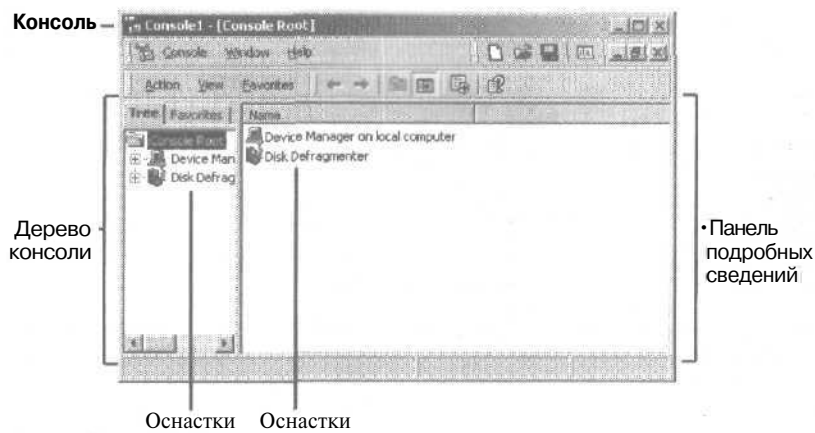 Консоль
Console1 - [Console Root]
Console Window Help
Action View Favorites
Tree Favorites
Name
Console Root
Device Manager on local computer
Device Man
Disk Defragmenter
Disk Defrag
Дерево
консоли
Панель
подробных
сведений
Оснастки Оснастки